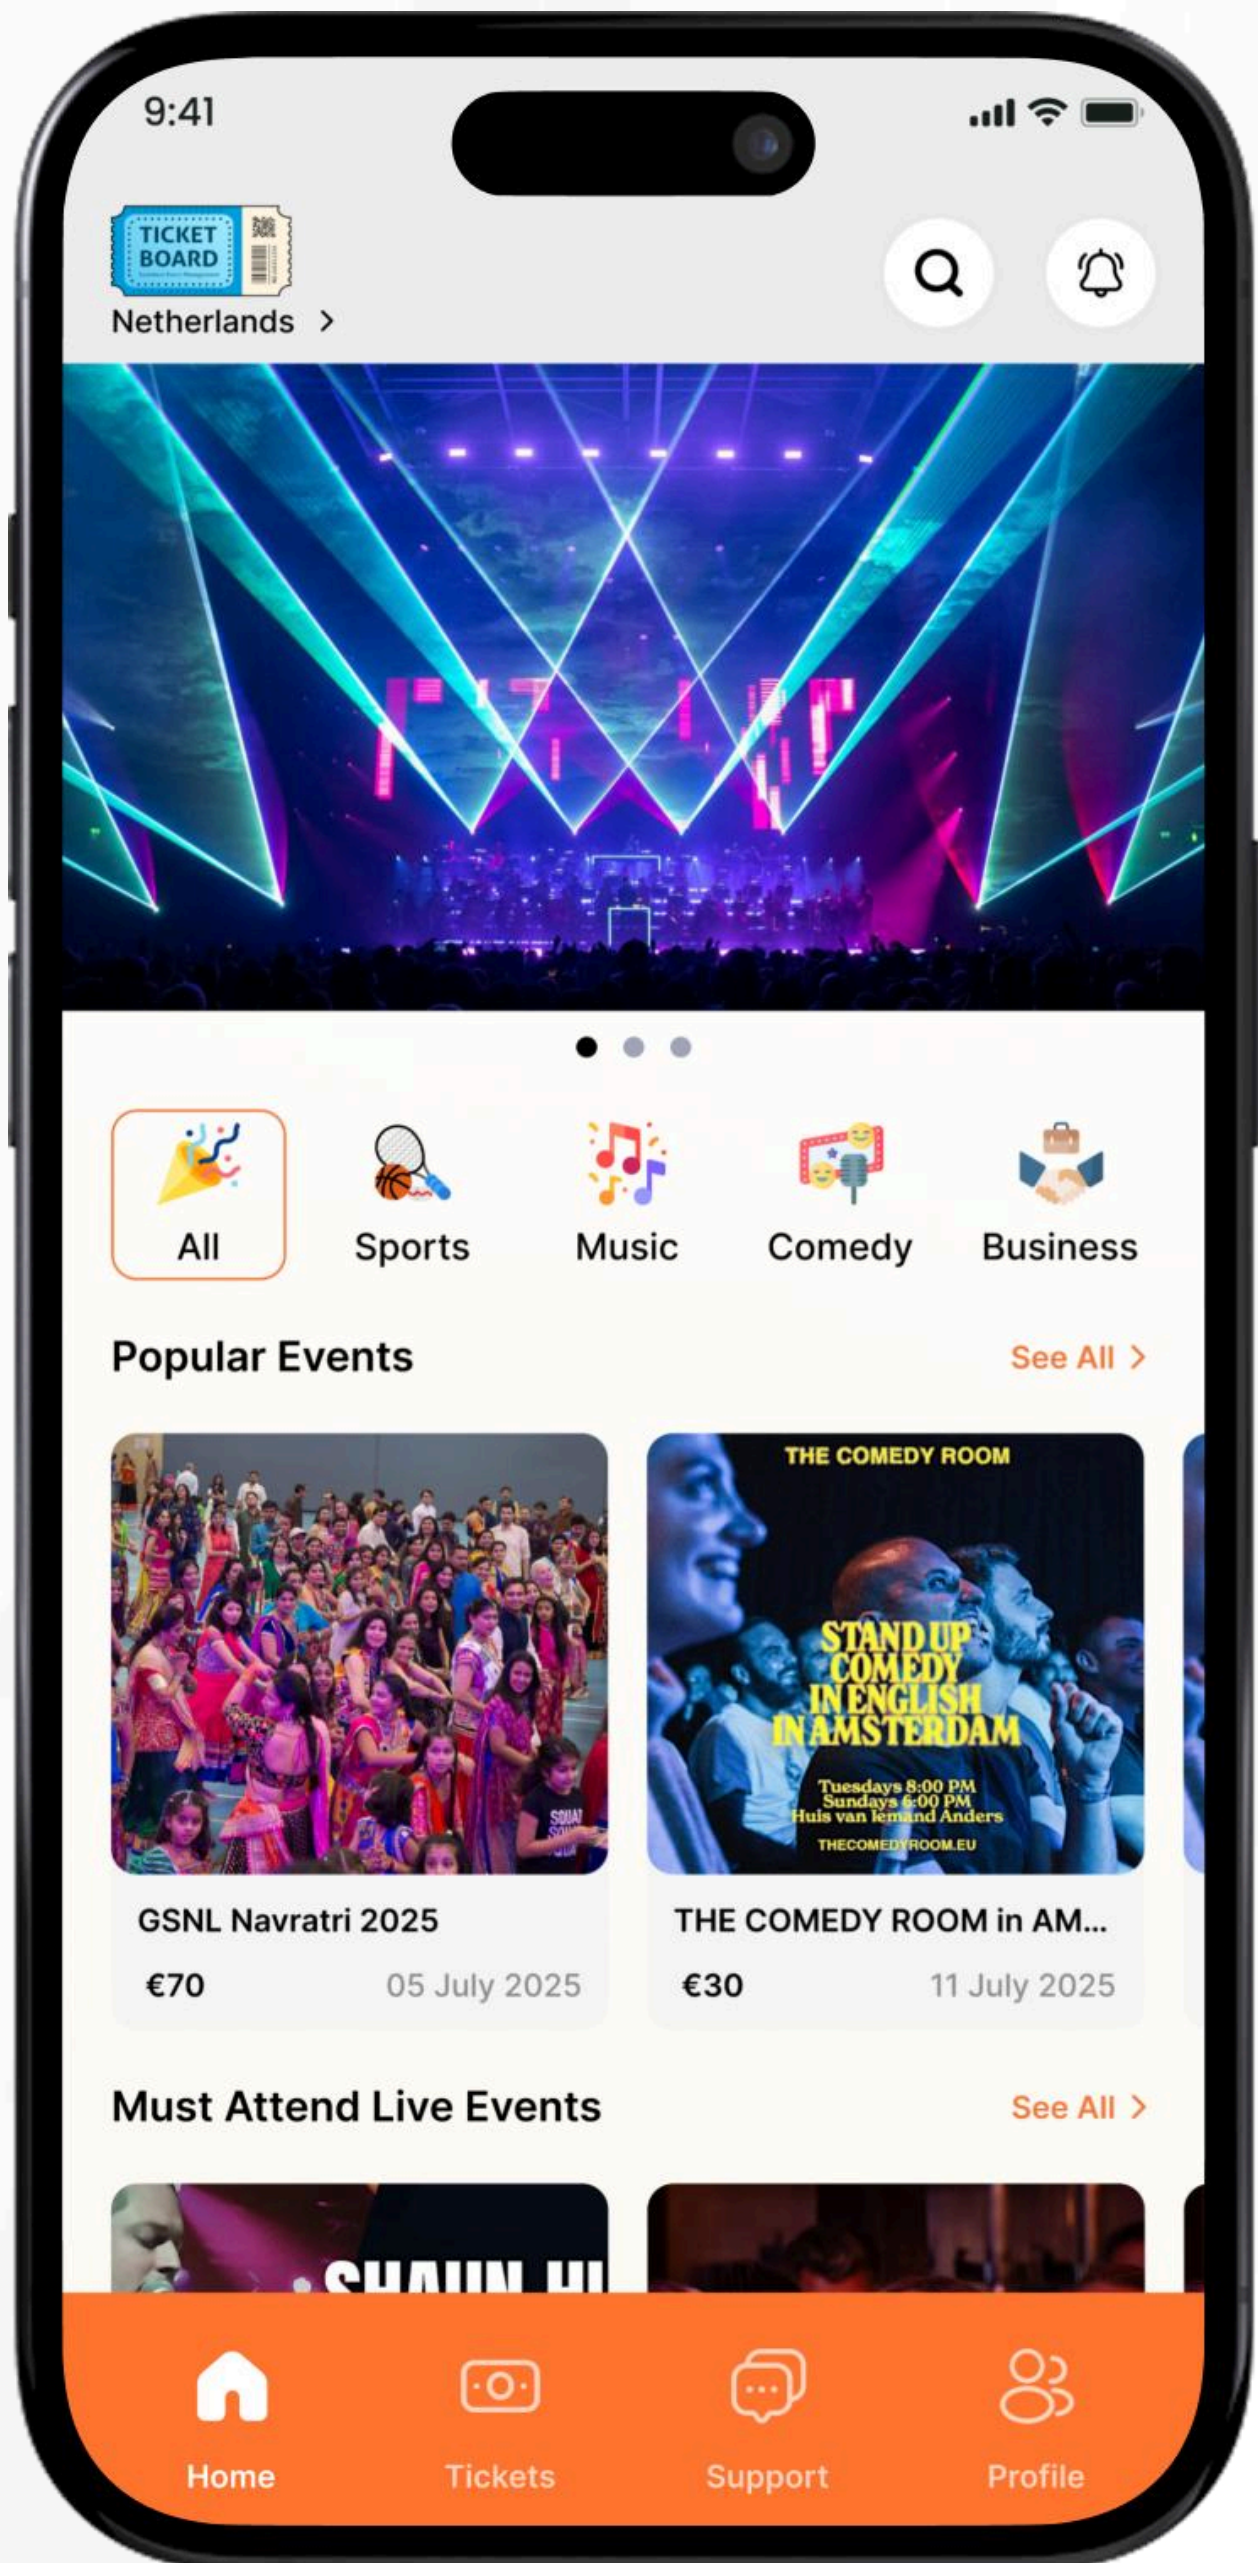 9:41
TICKET
BOARD
Netherlands
All
Sports
Music
Comedy
Business
Popular Events
See All
THE COMEDY ROOM
STAND UP
COMEDY
IN ENGLISH
IN AMSTERDAM
Tuesdays 8:00 PM
Sundays 6:00 PM
Huis van Iemand Anders
THECOMEDYROOM.EU
GSNL Navratri 2025
€70
05 July 2025
THE COMEDY ROOM in AM...
€30
11 July 2025
Must Attend Live Events
See All
Home
Tickets
Support
Profile